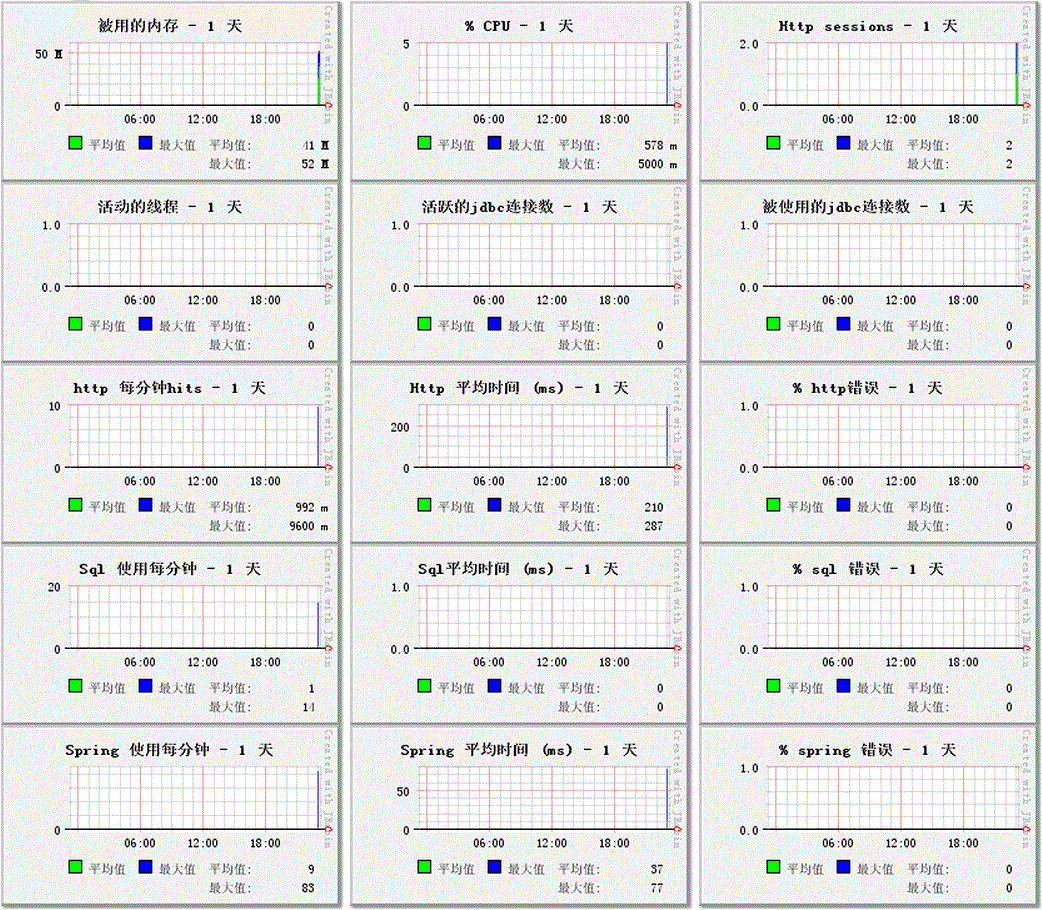 被用的内存 - 1 天
50 M
0
06:00 12:00 18:00
平均值 最大值 平均值: 41 M
最大值: 52 M
Created with JRobin
% CPU - 1 天
5
0
06:00 12:00 18:00
平均值 最大值 平均值: 578 m
最大值: 5000 m
Created with JRobin
Http sessions - 1 天
2.0
0.0
06:00 12:00 18:00
平均值 最大值 平均值: 2
最大值: 2
Created with JRobin
活动的线程 - 1 天
1.0
0.0
06:00 12:00 18:00
平均值 最大值 平均值: 0
最大值: 0
Created with JRobin
活跃的jdbc连接数 - 1 天
1.0
0.0
06:00 12:00 18:00
平均值 最大值 平均值: 0
最大值: 0
Created with JRobin
被使用的jdbc连接数 - 1 天
1.0
0.0
06:00 12:00 18:00
平均值 最大值 平均值: 0
最大值: 0
Created with JRobin
http 每分钟hits - 1 天
10
0
06:00 12:00 18:00
平均值 最大值 平均值: 992 m
最大值: 9600 m
Created with JRobin
Http 平均时间 (ms) - 1 天
200
0
06:00 12:00 18:00
平均值 最大值 平均值: 210
最大值: 287
Created with JRobin
% http错误 - 1 天
1.0
0.0
06:00 12:00 18:00
平均值 最大值 平均值: 0
最大值: 0
Created with JRobin
Sql 使用每分钟 - 1 天
20
0
06:00 12:00 18:00
平均值 最大值 平均值: 1
最大值: 14
Created with JRobin
Sql平均时间 (ms) - 1 天
1.0
0.0
06:00 12:00 18:00
平均值 最大值 平均值: 0
最大值: 0
Created with JRobin
% sql 错误 - 1 天
1.0
0.0
06:00 12:00 18:00
平均值 最大值 平均值: 0
最大值: 0
Created with JRobin
Spring 使用每分钟 - 1 天
0
06:00 12:00 18:00
平均值 最大值 平均值: 9
最大值: 83
Created with JRobin
Spring 平均时间 (ms) - 1 天
50
0
06:00 12:00 18:00
平均值 最大值 平均值: 37
最大值: 77
Created with JRobin
% spring 错误 - 1 天
1.0
0.0
06:00 12:00 18:00
平均值 最大值 平均值: 0
最大值: 0
Created with JRobin